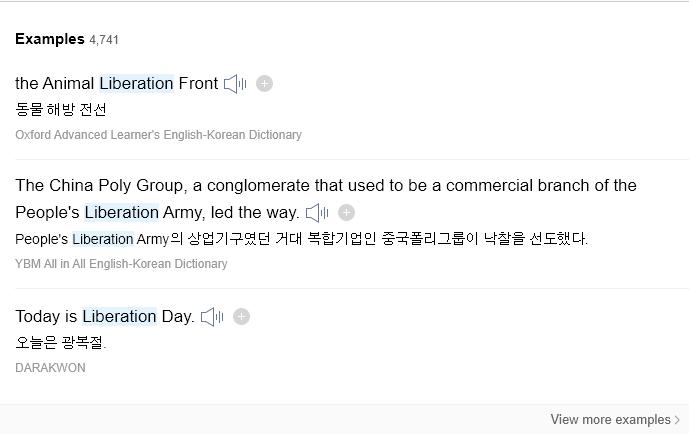 Examples 4,741
the Animal Liberation Front
동물 해방 전선
Oxford Advanced Learner's English-Korean Dictionary
The China Poly Group, a conglomerate that used to be a commercial branch of the
People's Liberation Army, led the way.
People's Liberation Army의 상업기구였던 거대 복합기업인 중국폴리그룹이 낙찰을 선도했다.
YBM All in All English-Korean Dictionary
Today is Liberation Day.
오늘은 광복절.
DARAKWON
View more examples